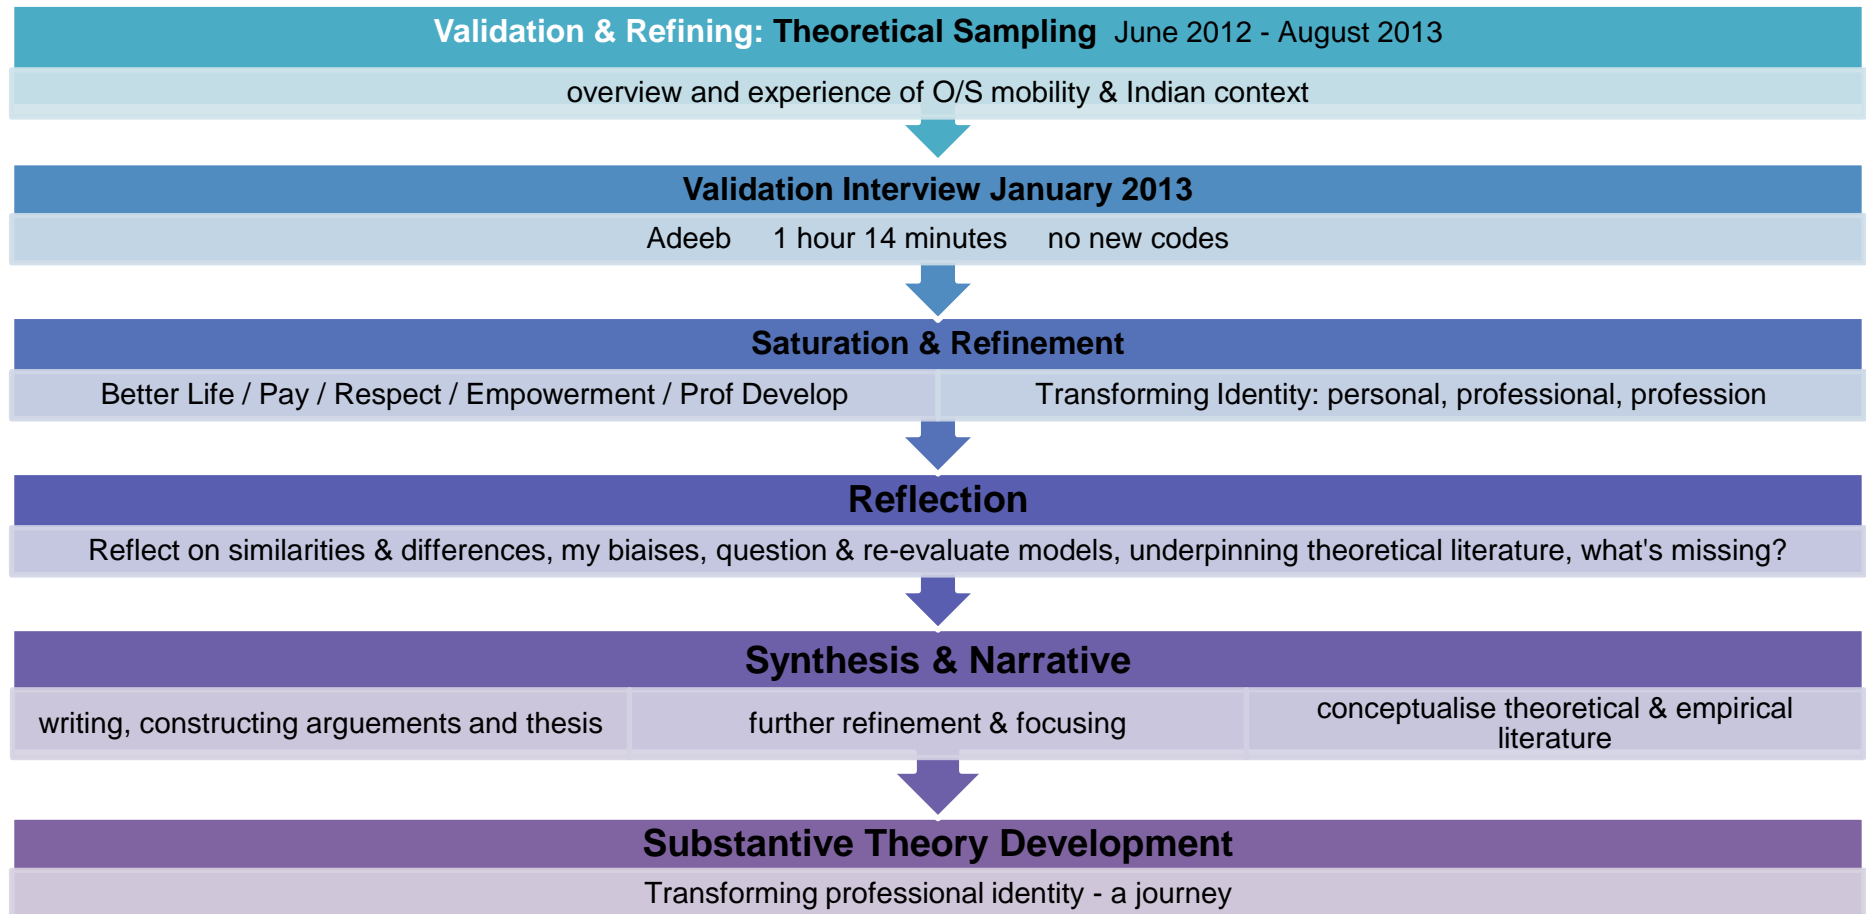 Validation & Refining: Theoretical Sampling June 2012 - August 2013
overview and experience of O/S mobility & Indian context
Validation Interview January 2013
Adeeb 1 hour 14 minutes no new codes
Saturation & Refinement
Better Life / Pay / Respect / Empowerment / Prof Develop
Transforming Identity: personal, professional, profession
Reflection
Reflect on similarities & differences, my biaises, question & re-evaluate models, underpinning theoretical literature, what's missing?
Synthesis & Narrative
writing, constructing arguements and thesis
further refinement & focusing
conceptualise theoretical & empirical
literature
Substantive Theory Development
Transforming professional identity - a journey